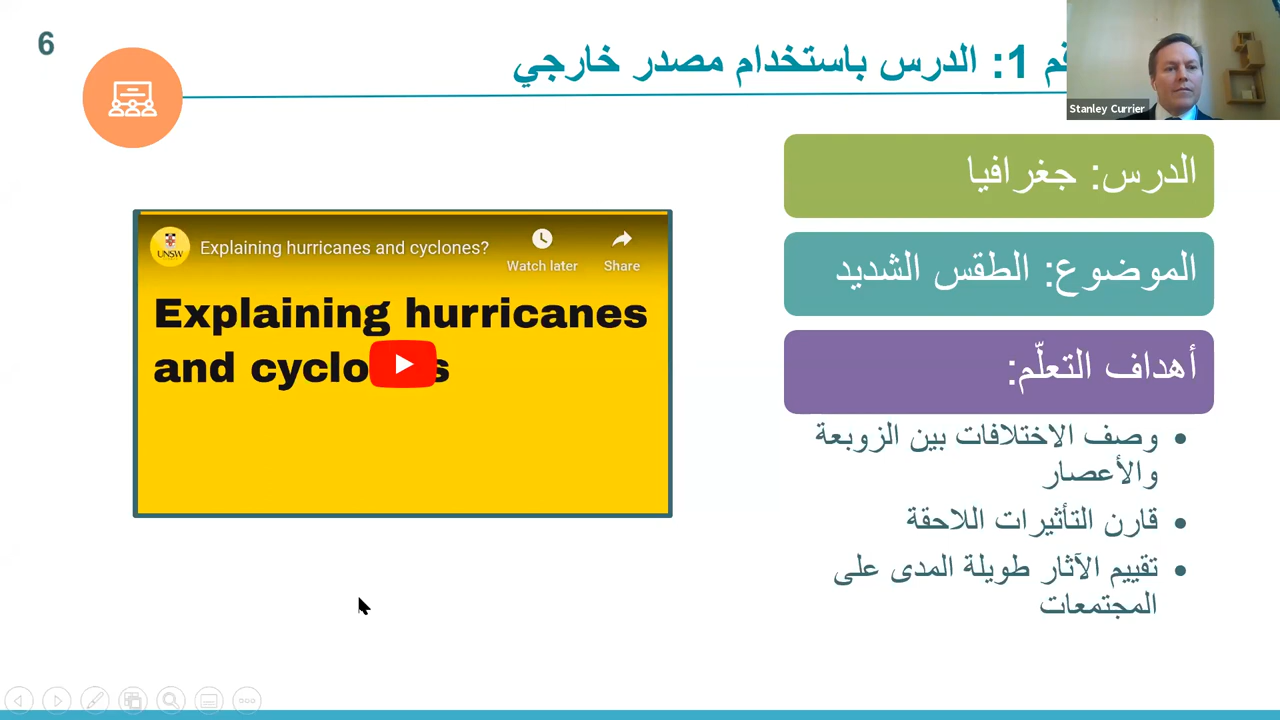 6
1: الدرس باستخدام مصدر خارجي
Stanley Currier
الدرس: جغرافيا
الموضوع: الطقس الشديد
أهداف التعلّم:
• وصف الاختلافات بين الزوبعة
والأعصار
• قارن التأثيرات اللاحقة
• تقييم الآثار طويلة المدى على
المجتمعات
UNSW
Explaining hurricanes and cyclones?
Watch later
Share
Explaining hurricanes
and